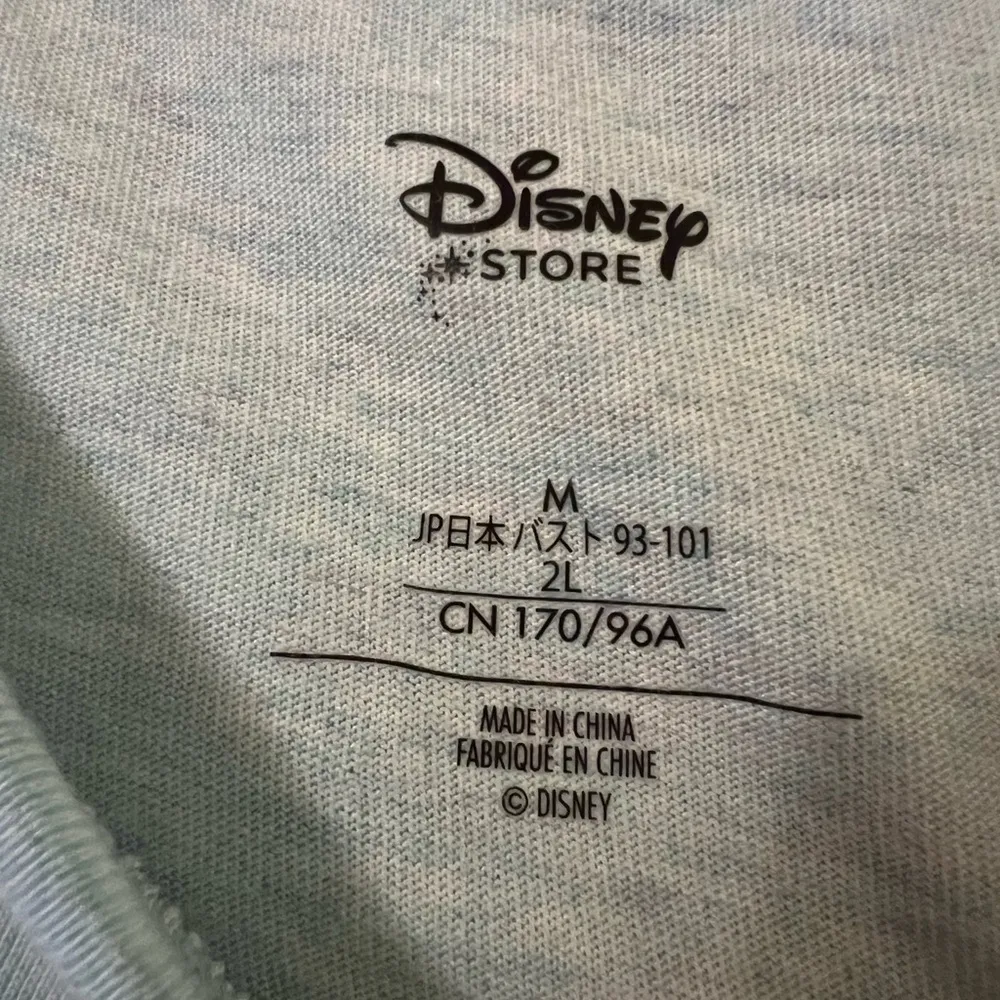 Disney
STORE
M
JP日本 バスト 93-101
2L
CN 170/96A
MADE IN CHINA
FABRIQUÉ EN CHINE
© DISNEY